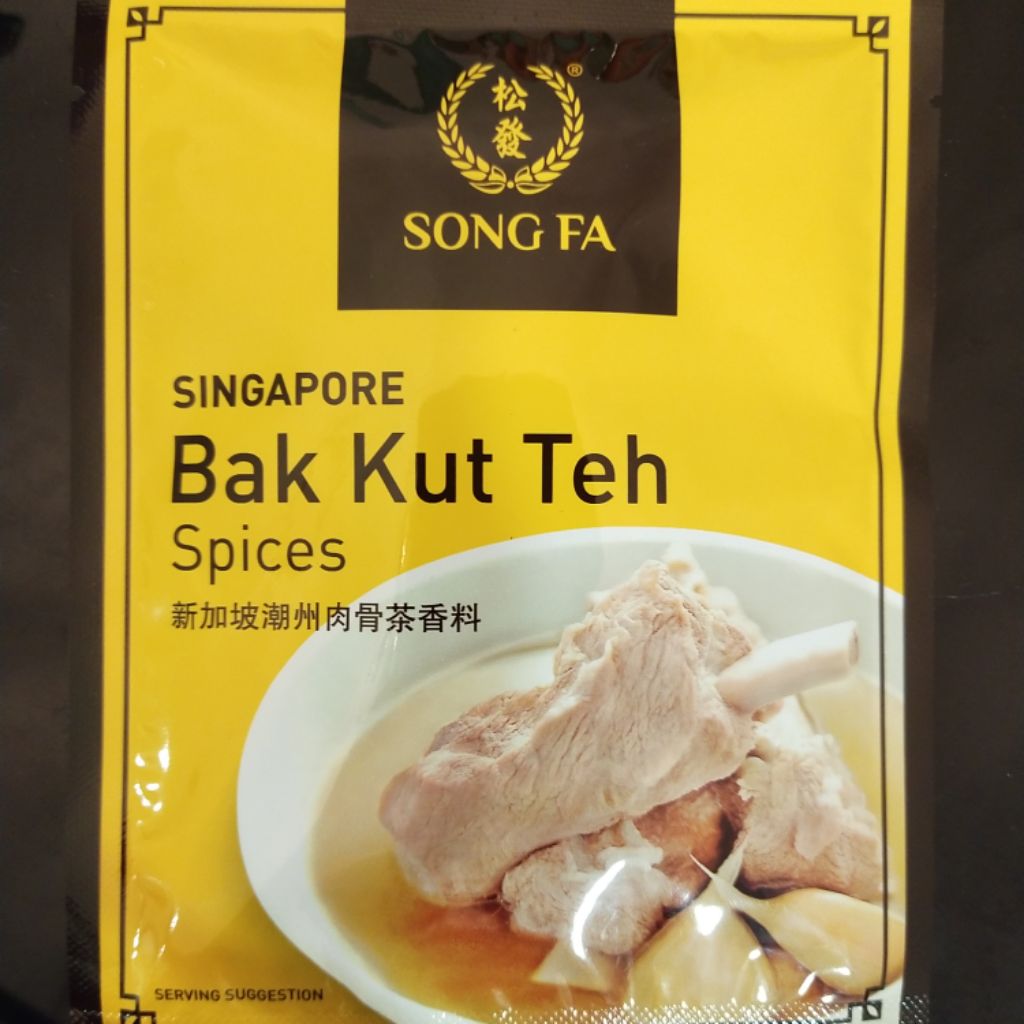 松
發
®
SONG FA
SINGAPORE
Bak Kut Teh
Spices
新加坡潮州肉骨茶香料
SERVING SUGGESTION